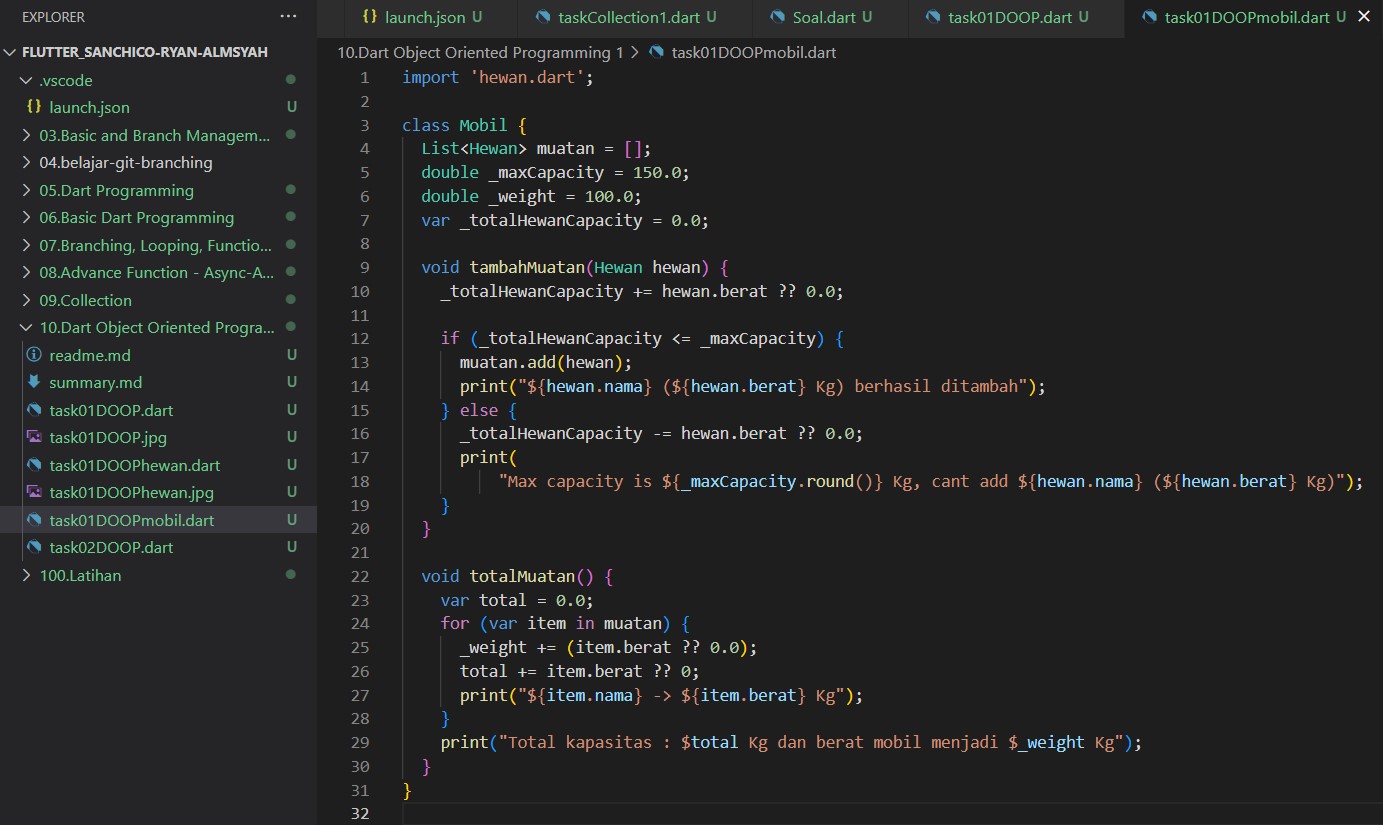 EXPLORER
FLUTTER_SANCHICO-RYAN-ALMSYAH
.vscode
launch.json U
03.Basic and Branch Managem...
04.belajar-git-branching
05.Dart Programming
06.Basic Dart Programming
07.Branching, Looping, Functio...
08.Advance Function - Async-A...
09.Collection
10.Dart Object Oriented Progra...
readme.md U
summary.md U
task01DOOP.dart U
task01DOOP.jpg U
task01DOOPhewan.dart U
task01DOOPhewan.jpg U
task01DOOPmobil.dart U
task02DOOP.dart U
100.Latihan
launch.json U taskCollection1.dart U Soal.dart U task01DOOP.dart U task01DOOPmobil.dart U
10.Dart Object Oriented Programming 1 > task01DOOPmobil.dart
1 import 'hewan.dart';
2
3 class Mobil {
4 List<Hewan> muatan = [];
5 double _maxCapacity = 150.0;
6 double _weight = 100.0;
7 var _totalHewanCapacity = 0.0;
8
9 void tambahMuatan(Hewan hewan) {
10 _totalHewanCapacity += hewan.berat ?? 0.0;
11
12 if (_totalHewanCapacity <= _maxCapacity) {
13 muatan.add(hewan);
14 print("${hewan.nama} (${hewan.berat} Kg) berhasil ditambah");
15 } else {
16 _totalHewanCapacity -= hewan.berat ?? 0.0;
17 print(
18 "Max capacity is ${_maxCapacity.round()} Kg, cant add ${hewan.nama} (${hewan.berat} Kg)");
19 }
20 }
21
22 void totalMuatan() {
23 var total = 0.0;
24 for (var item in muatan) {
25 _weight += (item.berat ?? 0.0);
26 total += item.berat ?? 0;
27 print("${item.nama} -> ${item.berat} Kg");
28 }
29 print("Total kapasitas : $total Kg dan berat mobil menjadi $_weight Kg");
30 }
31 }
32